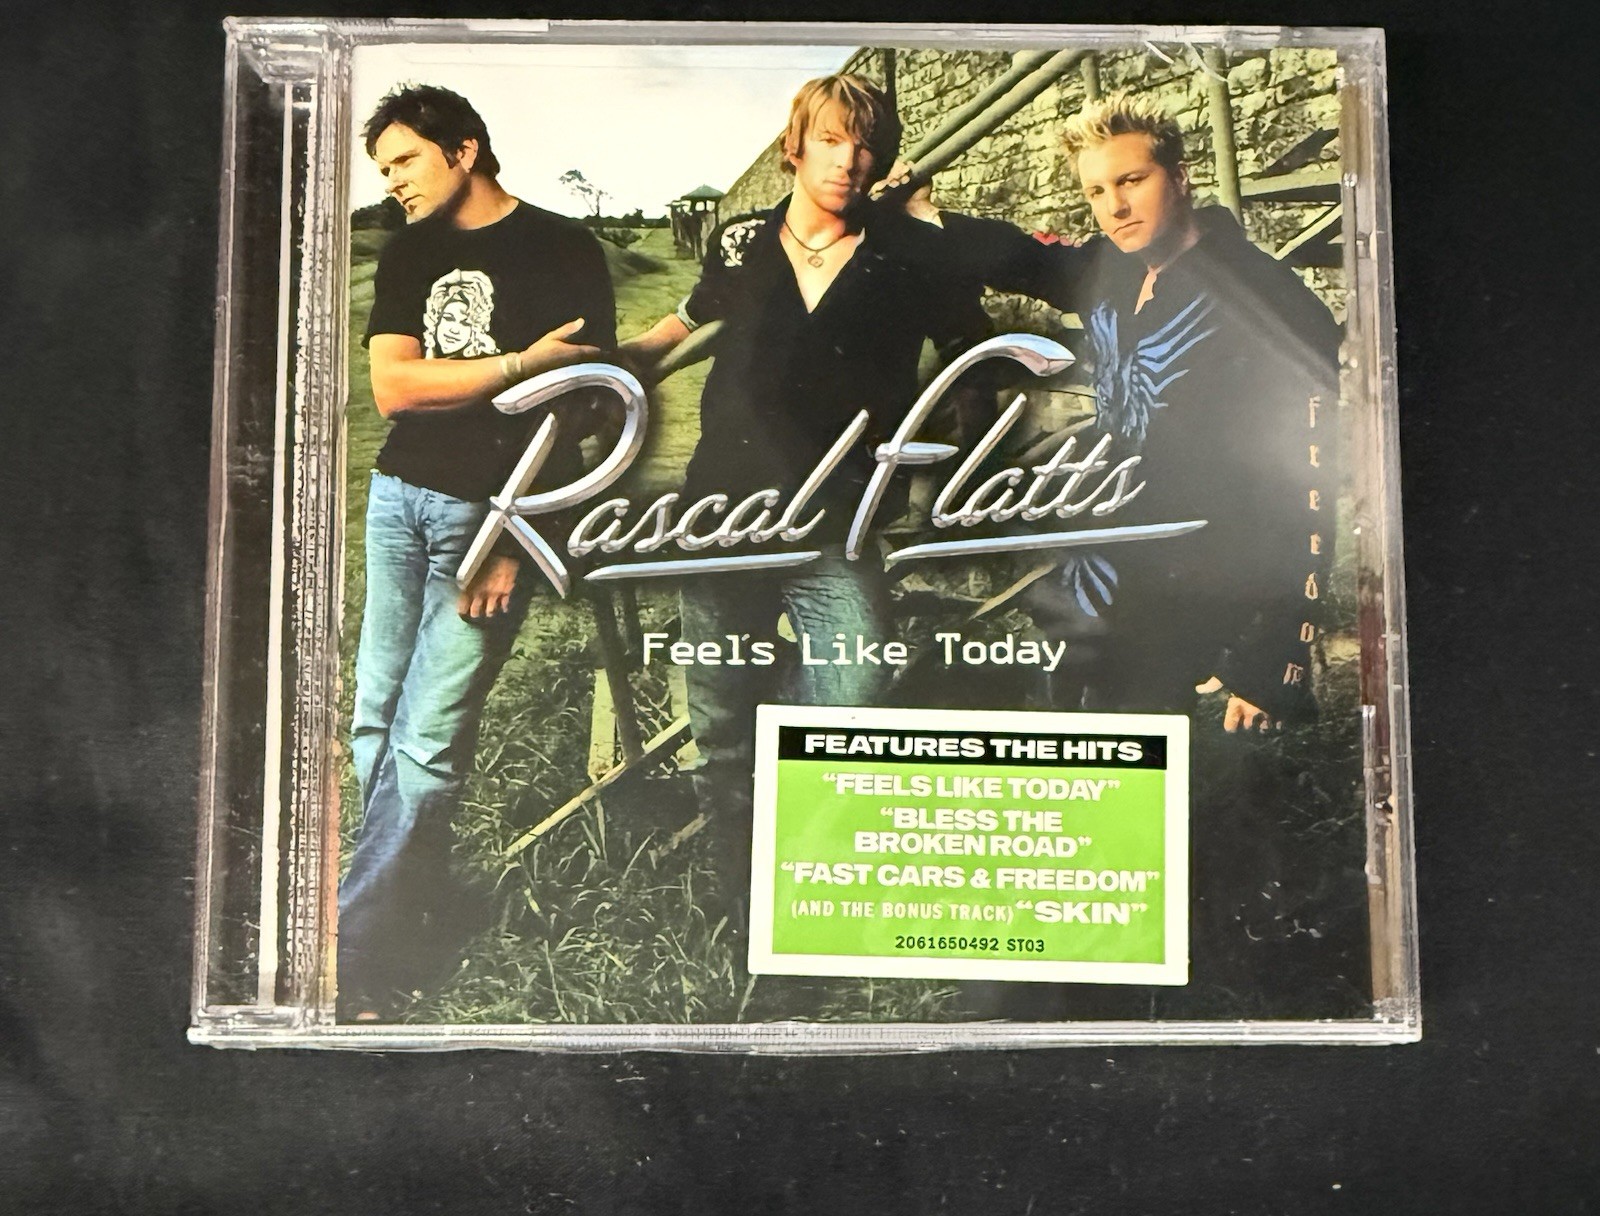 Rascal Flatts
Feels Like Today
freedom
FEATURES THE HITS
"FEELS LIKE TODAY"
"BLESS THE
BROKEN ROAD"
"FAST CARS & FREEDOM"
(AND THE BONUS TRACK) "SKIN"
2061650492 ST03